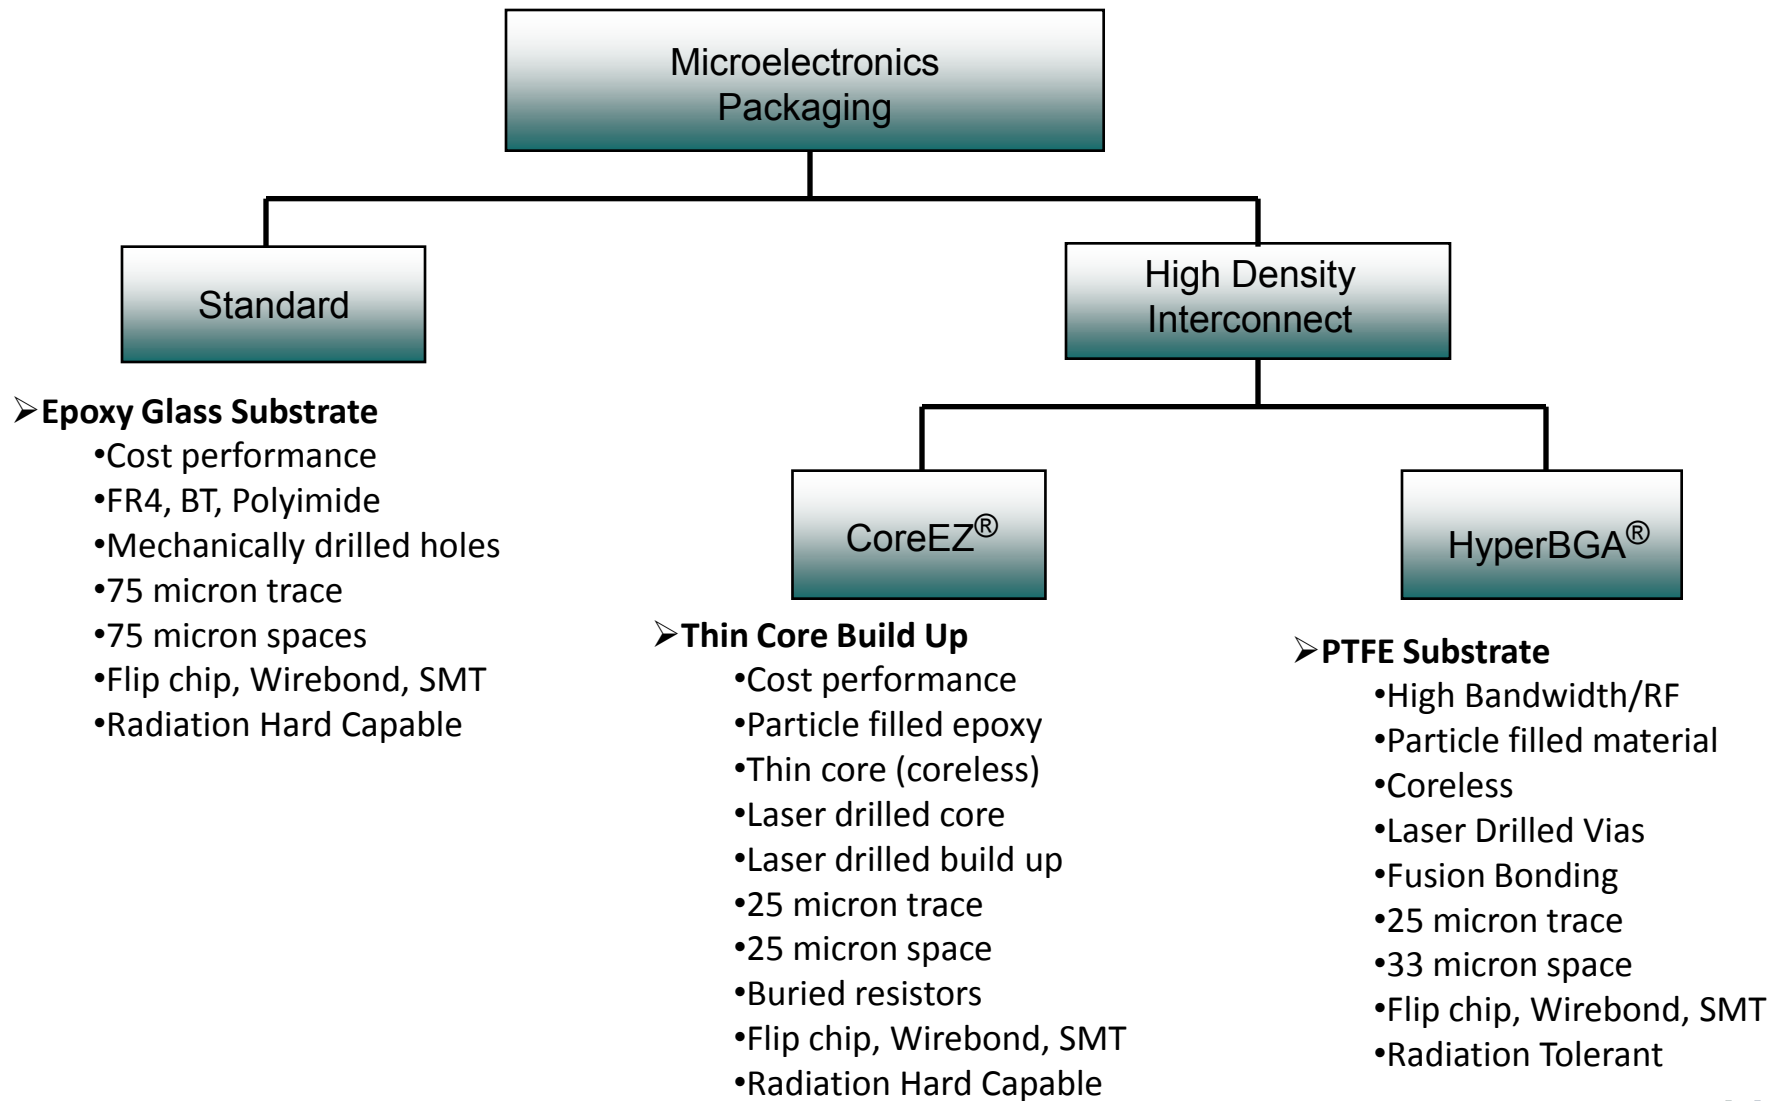 Microelectronics
Packaging
Standard
High Density
Interconnect
➢Epoxy Glass Substrate
•Cost performance
•FR4, BT, Polyimide
•Mechanically drilled holes
•75 micron trace
•75 micron spaces
•Flip chip, Wirebond, SMT
•Radiation Hard Capable
CoreEZ®
➢Thin Core Build Up
•Cost performance
•Particle filled epoxy
•Thin core (coreless)
•Laser drilled core
•Laser drilled build up
•25 micron trace
•25 micron space
•Buried resistors
•Flip chip, Wirebond, SMT
•Radiation Hard Capable
HyperBGA®
➢PTFE Substrate
•High Bandwidth/RF
•Particle filled material
•Coreless
•Laser Drilled Vias
•Fusion Bonding
•25 micron trace
•33 micron space
•Flip chip, Wirebond, SMT
•Radiation Tolerant